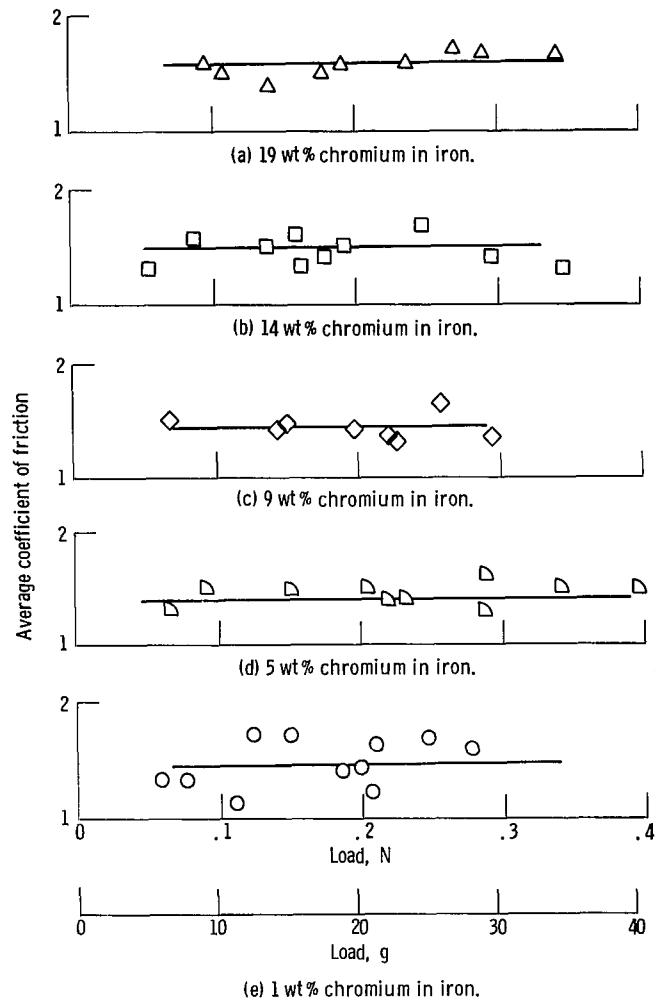 2
1
(a) 19 wt% chromium in iron.
2
1
(b) 14 wt% chromium in iron.
2
1
(c) 9 wt% chromium in iron.
2
1
(d) 5 wt% chromium in iron.
Average coefficient of friction
2
1
0 .1 .2 .3 .4
Load, N
0 10 20 30 40
Load, g
(e) 1 wt% chromium in iron.